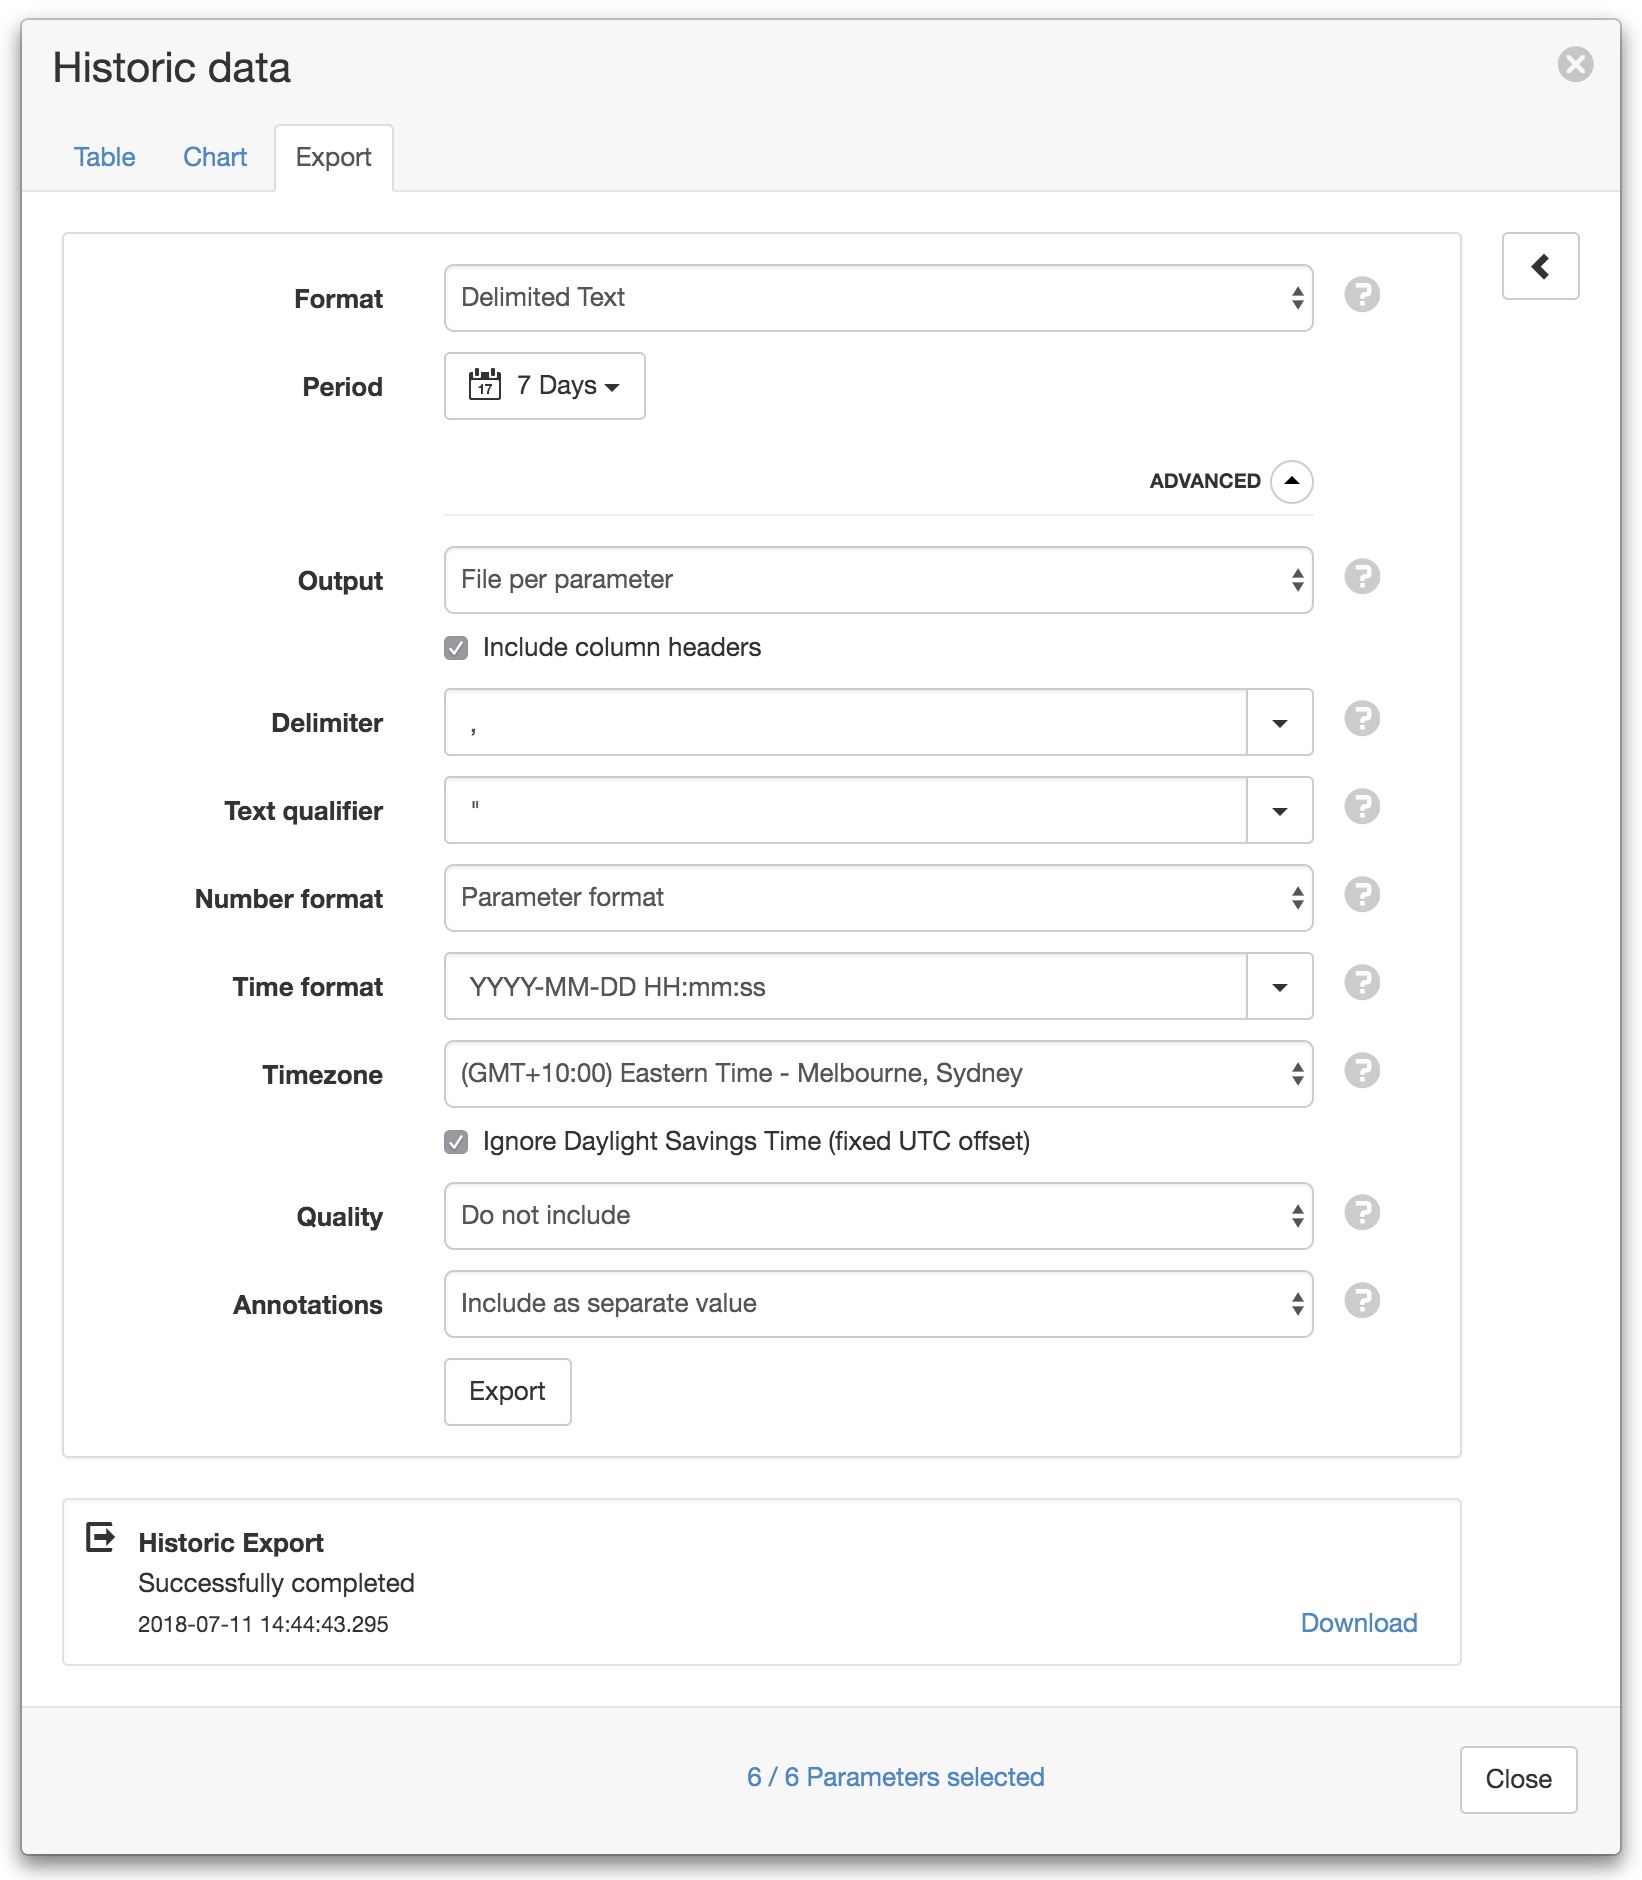 Historic data
Table Chart Export
Format Delimited Text ?
Period 17 7 Days
ADVANCED
Output File per parameter ?
Include column headers
Delimiter , ?
Text qualifier " ?
Number format Parameter format ?
Time format YYYY-MM-DD HH:mm:ss ?
Timezone (GMT+10:00) Eastern Time - Melbourne, Sydney ?
Ignore Daylight Savings Time (fixed UTC offset)
Quality Do not include ?
Annotations Include as separate value ?
Export
Historic Export
Successfully completed
2018-07-11 14:44:43.295
Download
6 / 6 Parameters selected
Close